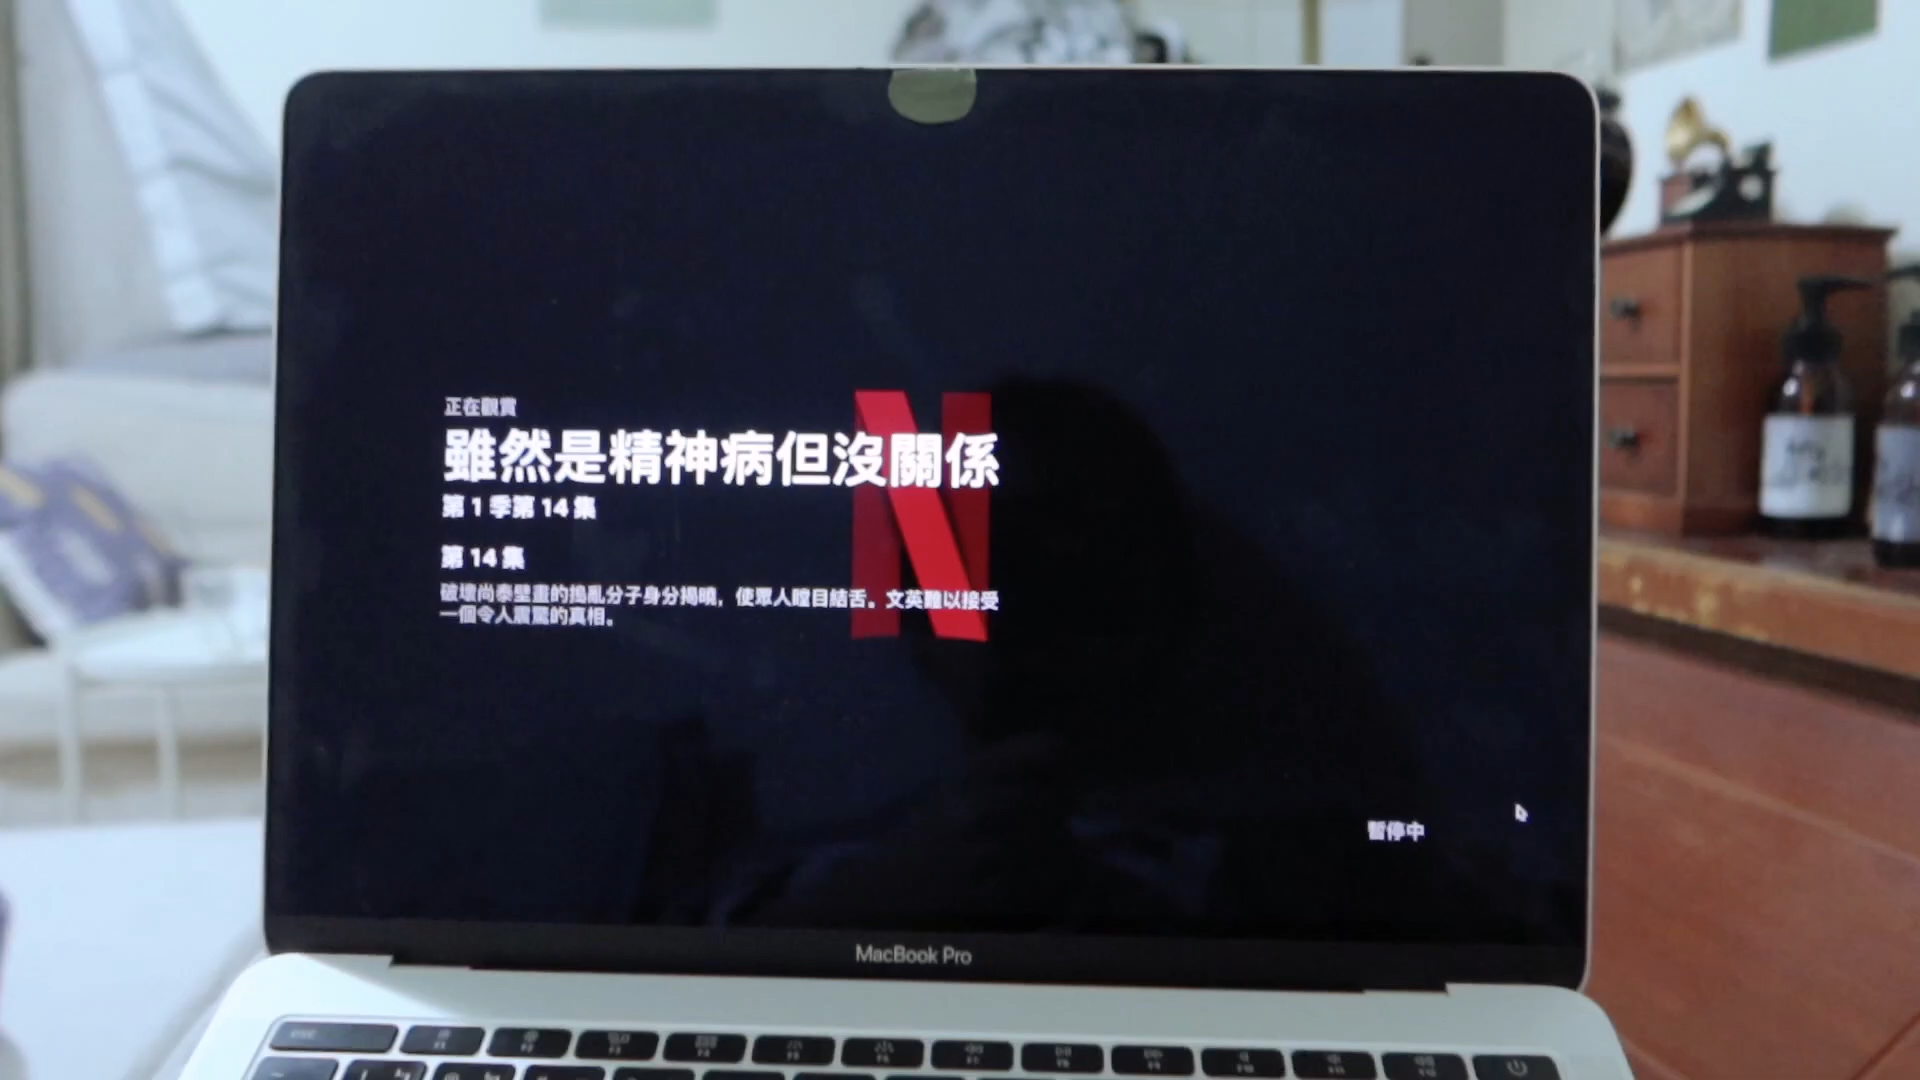 正在觀賞
雖然是精神病但沒關係
第 1 季第 14 集
第 14 集
破壞尚泰壁畫的搗亂分子身分揭曉，使眾人瞠目結舌。文英難以接受
一個令人震驚的真相。
暫停中
MacBook Pro
esc